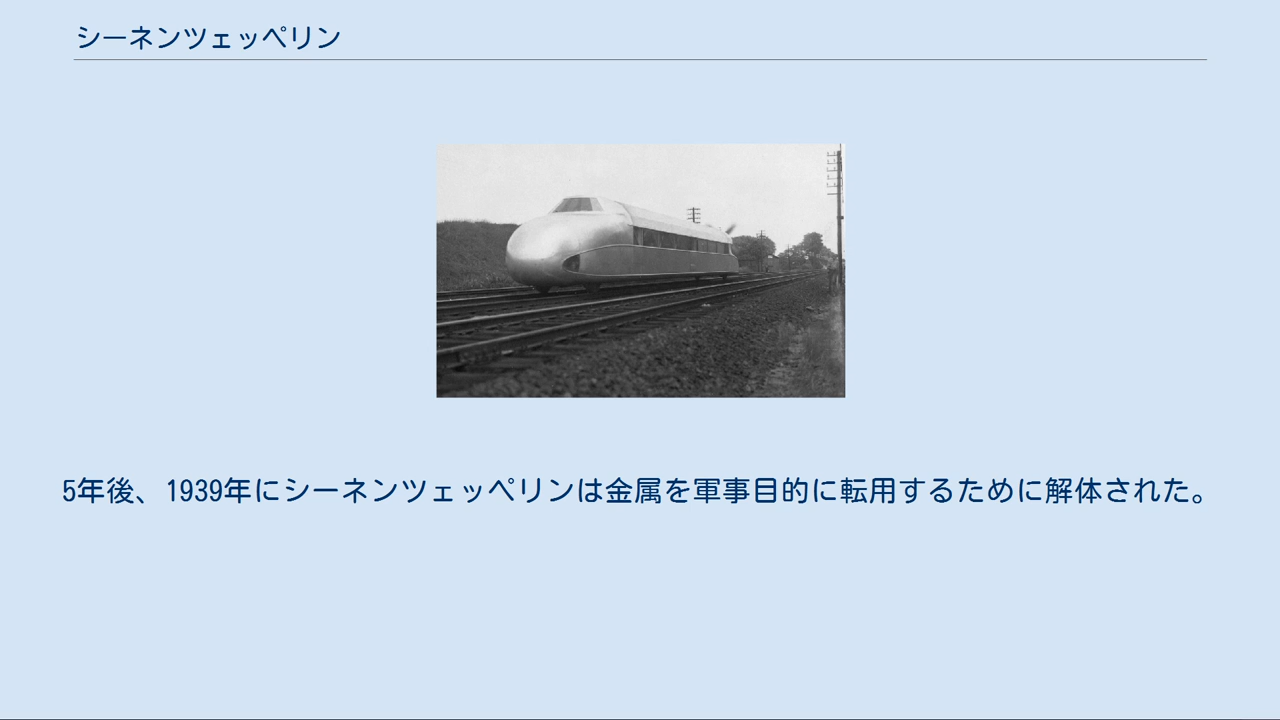 シーネンツェッペリン
5年後、1939年にシーネンツェッペリンは金属を軍事目的に転用するために解体された。